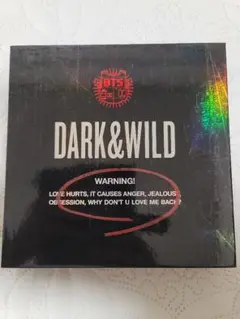 BTS
DARK&WILD
WARNING!
LOVE HURTS, IT CAUSES ANGER, JEALOUSY,
OBSESSION, WHY DON'T U LOVE ME BACK?